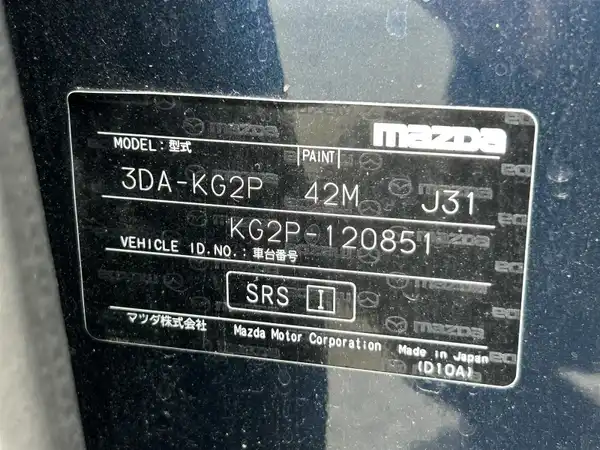 mazda
MODEL:型式 PAINT
3DA-KG2P 42M J31
KG2P-120851
VEHICLE ID.NO.:車台番号
SRS I
マツダ株式会社 Mazda Motor Corporation Made in Japan
(D10A)